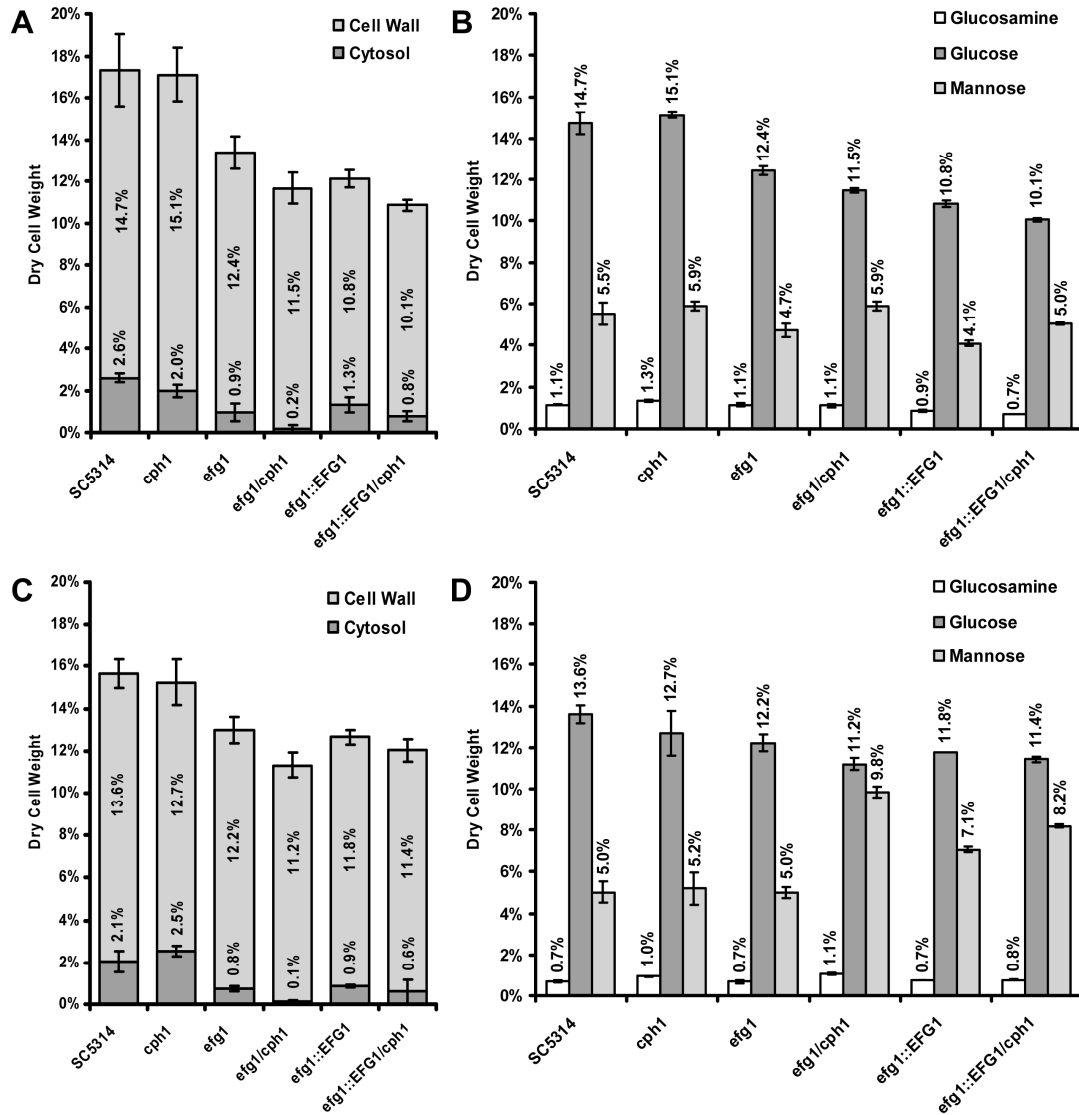 A
20%
18%
16%
14%
12%
10%
8%
6%
4%
2%
0%
Dry Cell Weight
Cell Wall
Cytosol
14.7%
15.1%
12.4%
11.5%
10.8%
10.1%
2.6%
2.0%
0.9%
0.2%
1.3%
0.8%
SC5314
cph1
efg1
efg1/cph1
efg1::EFG1
efg1::EFG1/cph1
B
20%
18%
16%
14%
12%
10%
8%
6%
4%
2%
0%
Dry Cell Weight
Glucosamine
Glucose
Mannose
1.1%
14.7%
5.5%
1.3%
15.1%
5.9%
1.1%
12.4%
4.7%
1.1%
11.5%
5.9%
0.9%
10.8%
4.1%
0.7%
10.1%
5.0%
SC5314
cph1
efg1
efg1/cph1
efg1::EFG1
efg1::EFG1/cph1
C
20%
18%
16%
14%
12%
10%
8%
6%
4%
2%
0%
Dry Cell Weight
Cell Wall
Cytosol
13.6%
12.7%
12.2%
11.2%
11.8%
11.4%
2.1%
2.5%
0.8%
0.1%
0.9%
0.6%
SC5314
cph1
efg1
efg1/cph1
efg1::EFG1
efg1::EFG1/cph1
D
20%
18%
16%
14%
12%
10%
8%
6%
4%
2%
0%
Dry Cell Weight
Glucosamine
Glucose
Mannose
0.7%
13.6%
5.0%
1.0%
12.7%
5.2%
0.7%
12.2%
5.0%
1.1%
11.2%
9.8%
0.7%
11.8%
7.1%
0.8%
11.4%
8.2%
SC5314
cph1
efg1
efg1/cph1
efg1::EFG1
efg1::EFG1/cph1